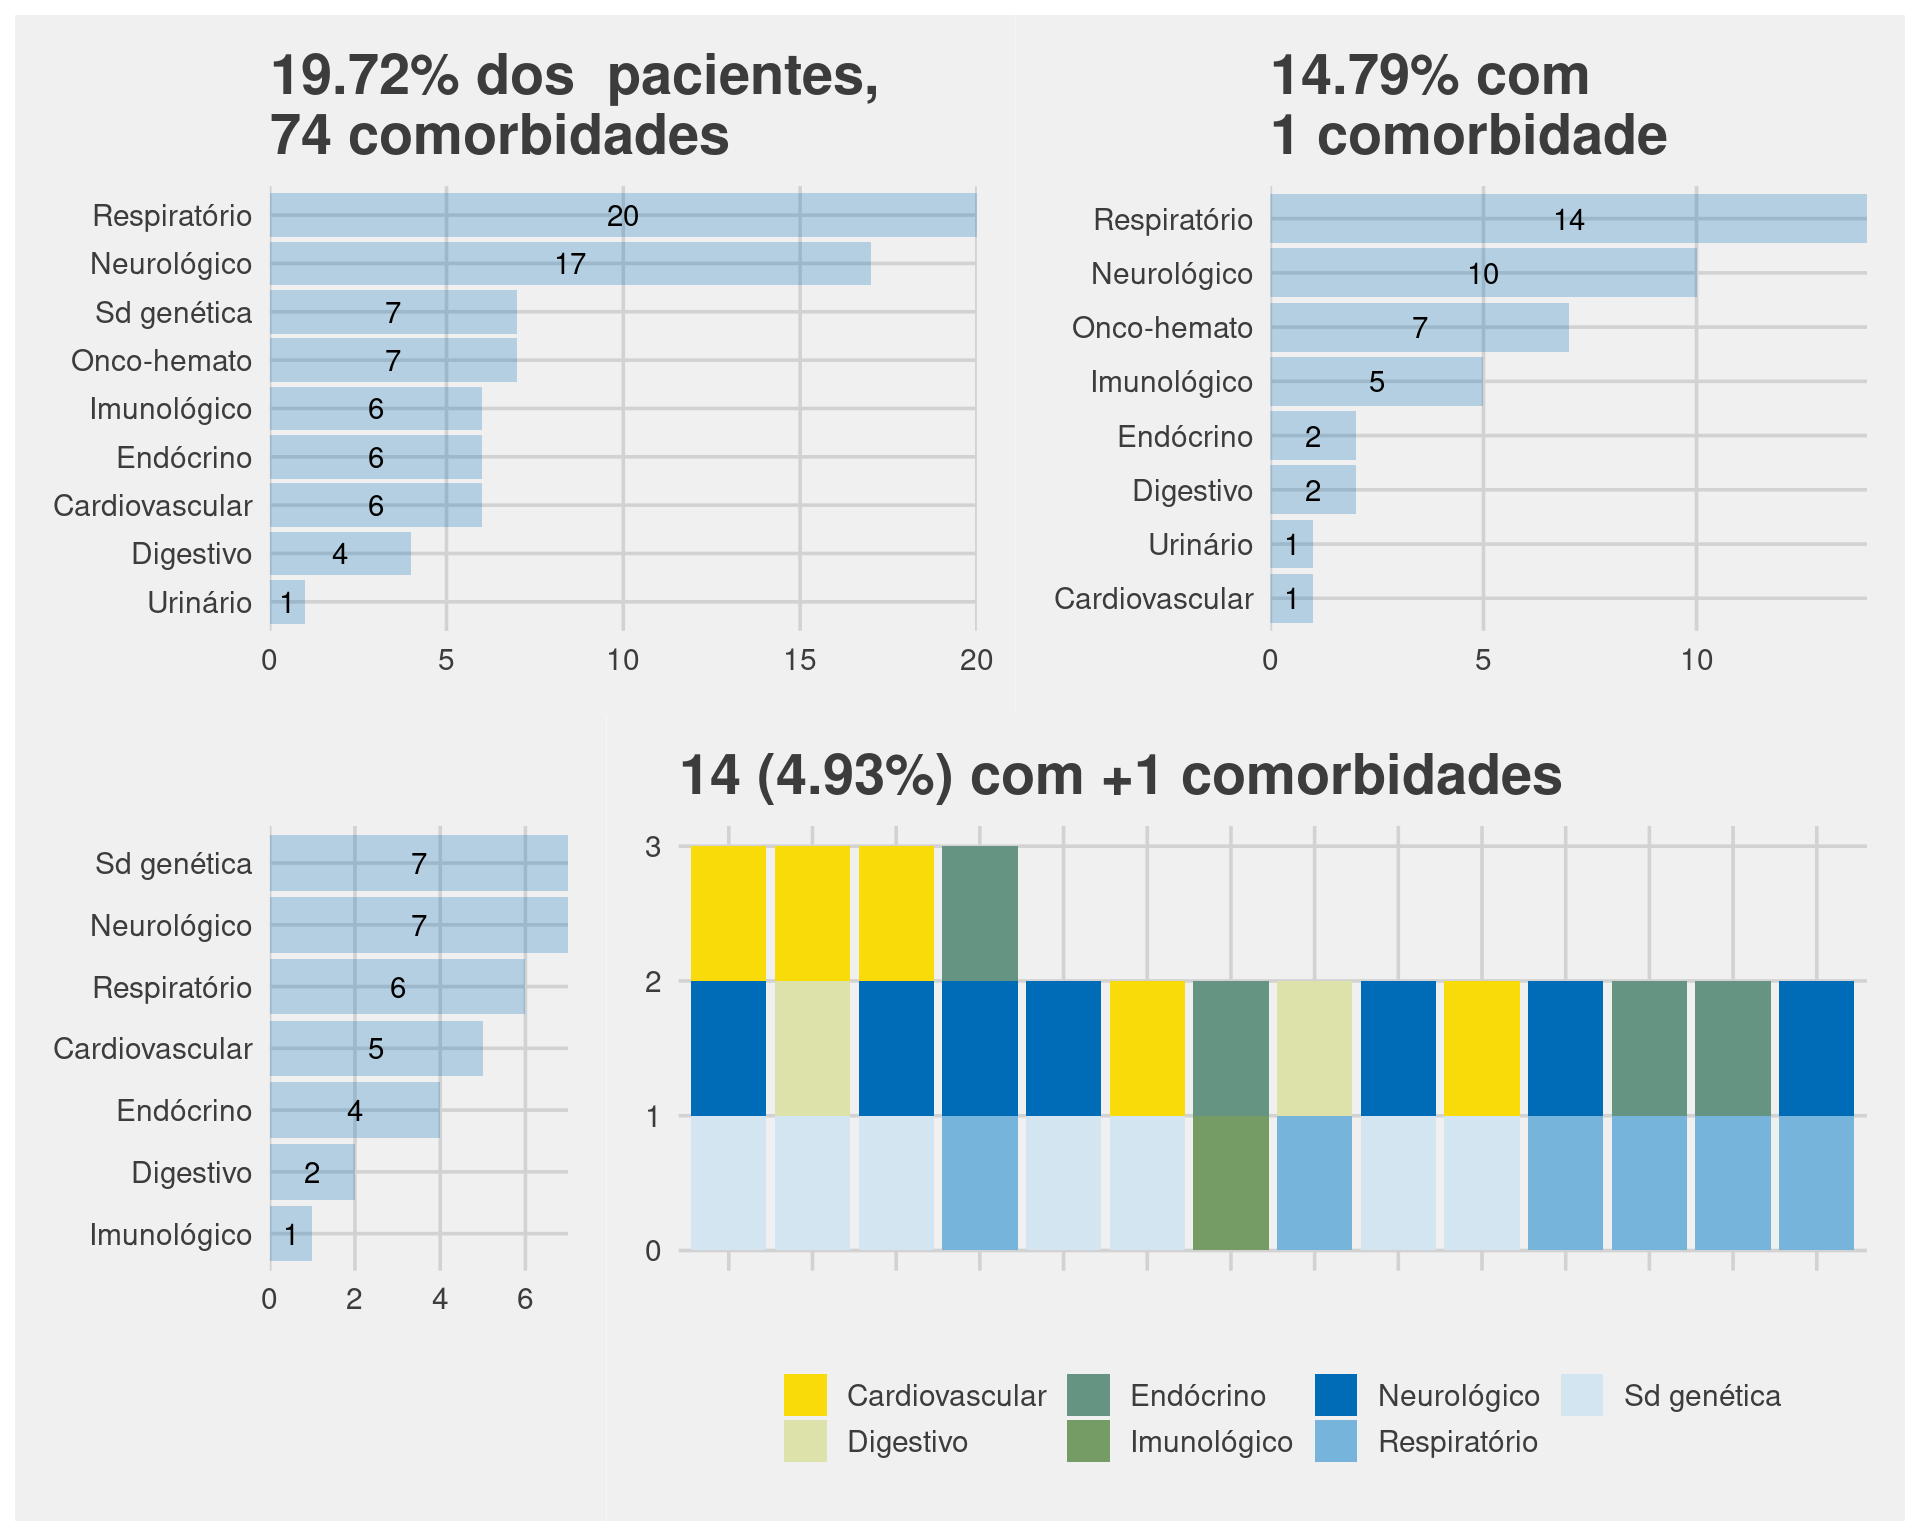 19.72% dos  pacientes,
74 comorbidades
Respiratório 20
Neurológico 17
Sd genética 7
Onco-hemato 7
Imunológico 6
Endócrino 6
Cardiovascular 6
Digestivo 4
Urinário 1
0 5 10 15 20
14.79% com
1 comorbidade
Respiratório 14
Neurológico 10
Onco-hemato 7
Imunológico 5
Endócrino 2
Digestivo 2
Urinário 1
Cardiovascular 1
0 5 10
Sd genética 7
Neurológico 7
Respiratório 6
Cardiovascular 5
Endócrino 4
Digestivo 2
Imunológico 1
0 2 4 6
14 (4.93%) com +1 comorbidades
3
2
1
0
Cardiovascular Endócrino Neurológico Sd genética
Digestivo Imunológico Respiratório